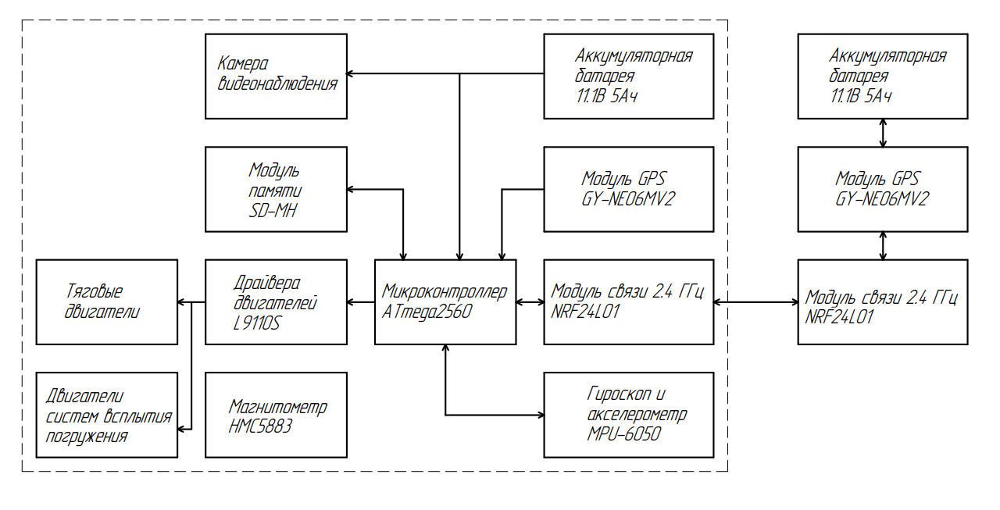 Камера
видеонаблюдения
Аккумуляторная
батарея
11.1В 5Ач
Аккумуляторная
батарея
11.1В 5Ач
Модуль
памяти
SD-MH
Модуль GPS
GY-NEO6MV2
Модуль GPS
GY-NEO6MV2
Тяговые
двигатели
Драйвера
двигателей
L9110S
Микроконтроллер
ATmega2560
Модуль связи 2.4 ГГц
NRF24L01
Модуль связи 2.4 ГГц
NRF24L01
Двигатели
систем всплытия
погружения
Магнитометр
HMC5883
Гироскоп и
акселерометр
MPU-6050